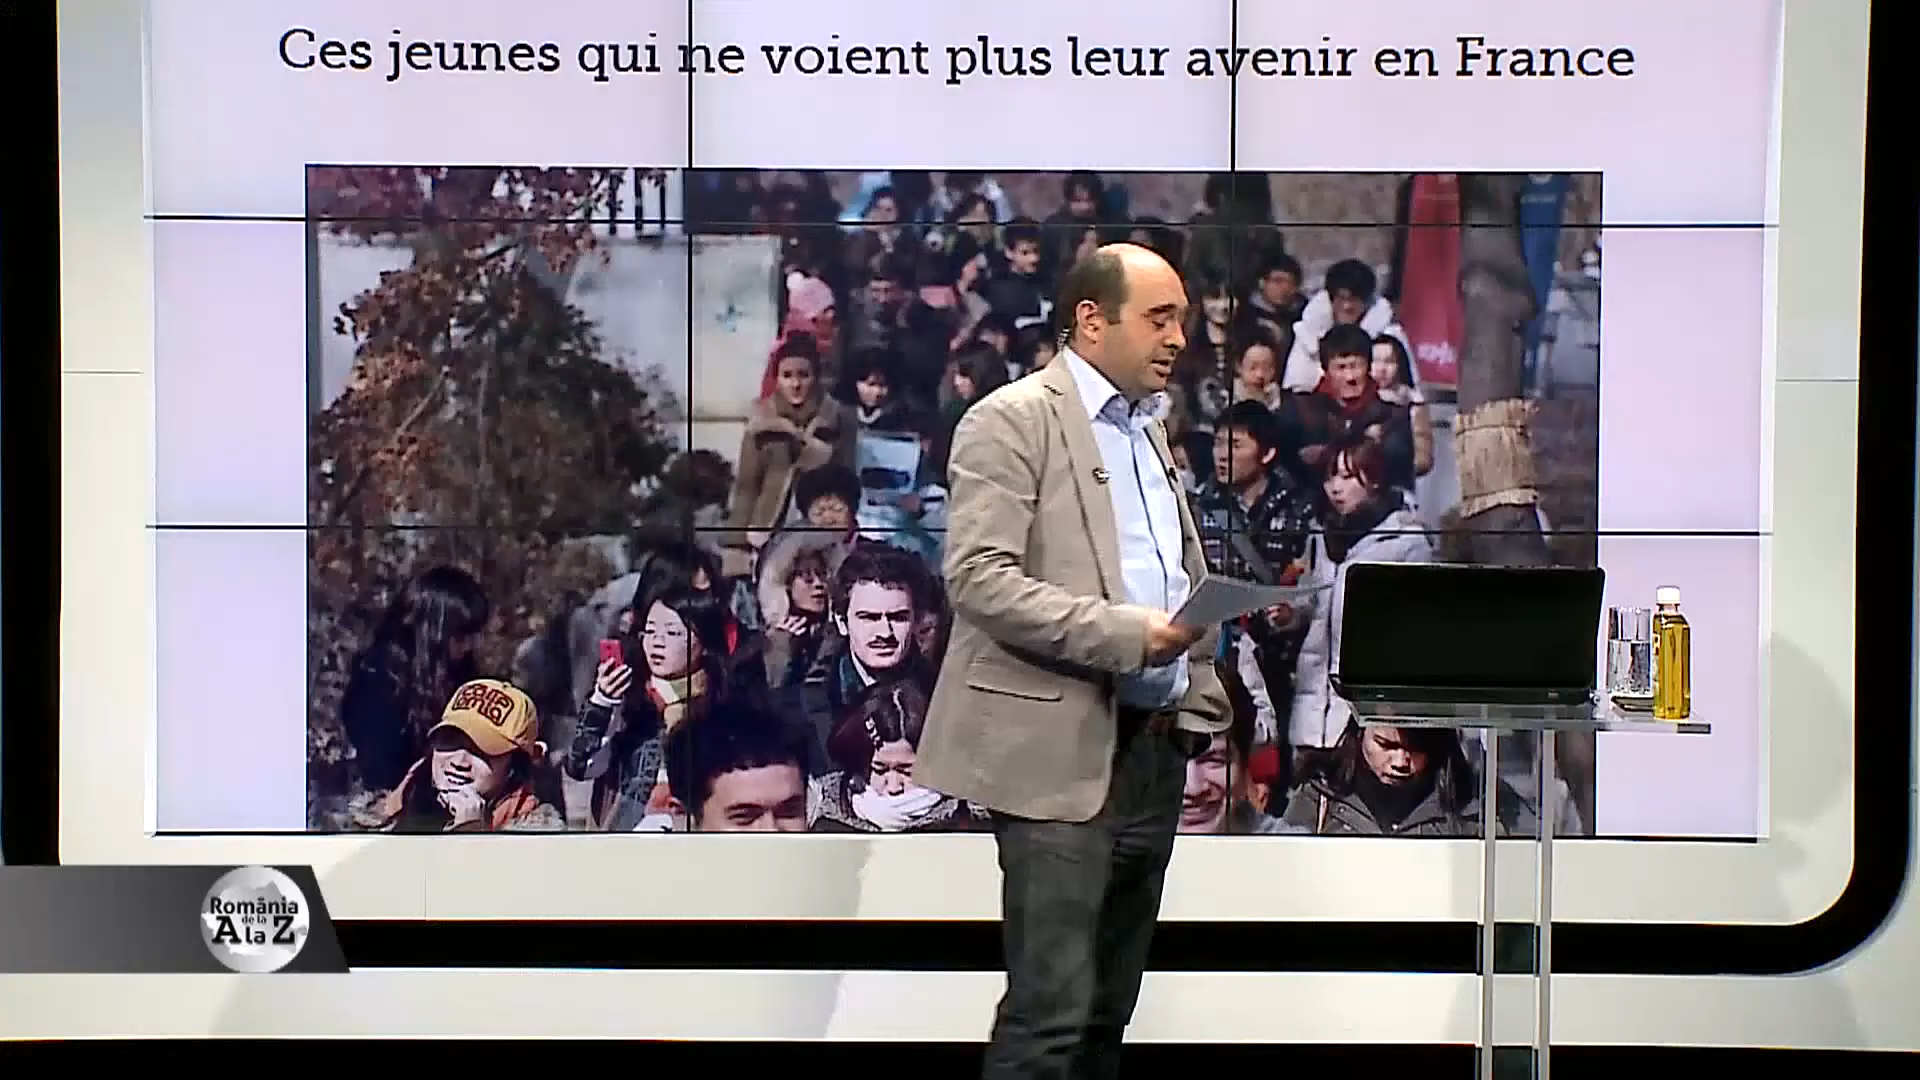 Ces jeunes qui ne voient plus leur avenir en France
România
de la
A la Z